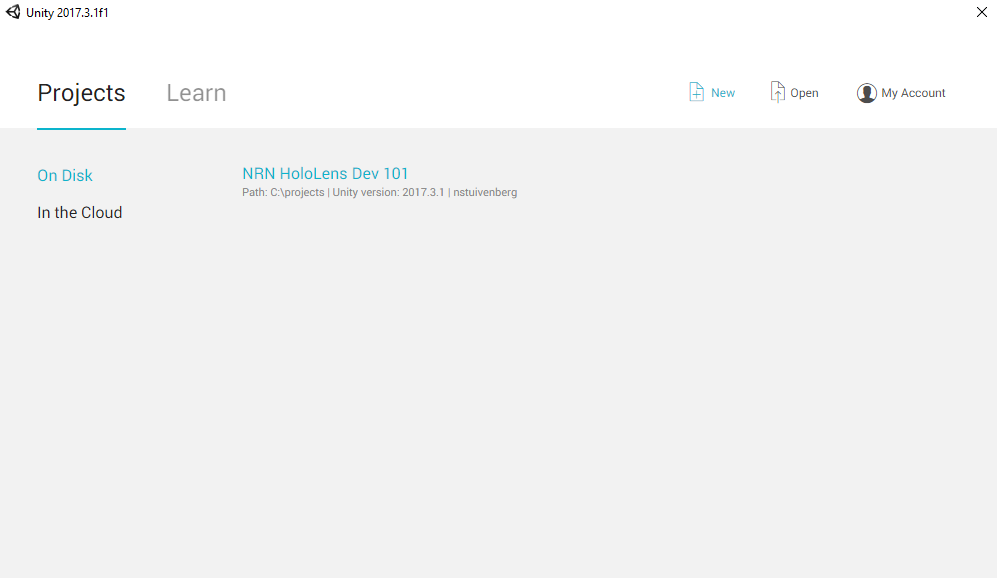 Unity 2017.3.1f1
Projects Learn New Open My Account
On Disk
In the Cloud
NRN HoloLens Dev 101
Path: C:\projects | Unity version: 2017.3.1 | nstuivenberg